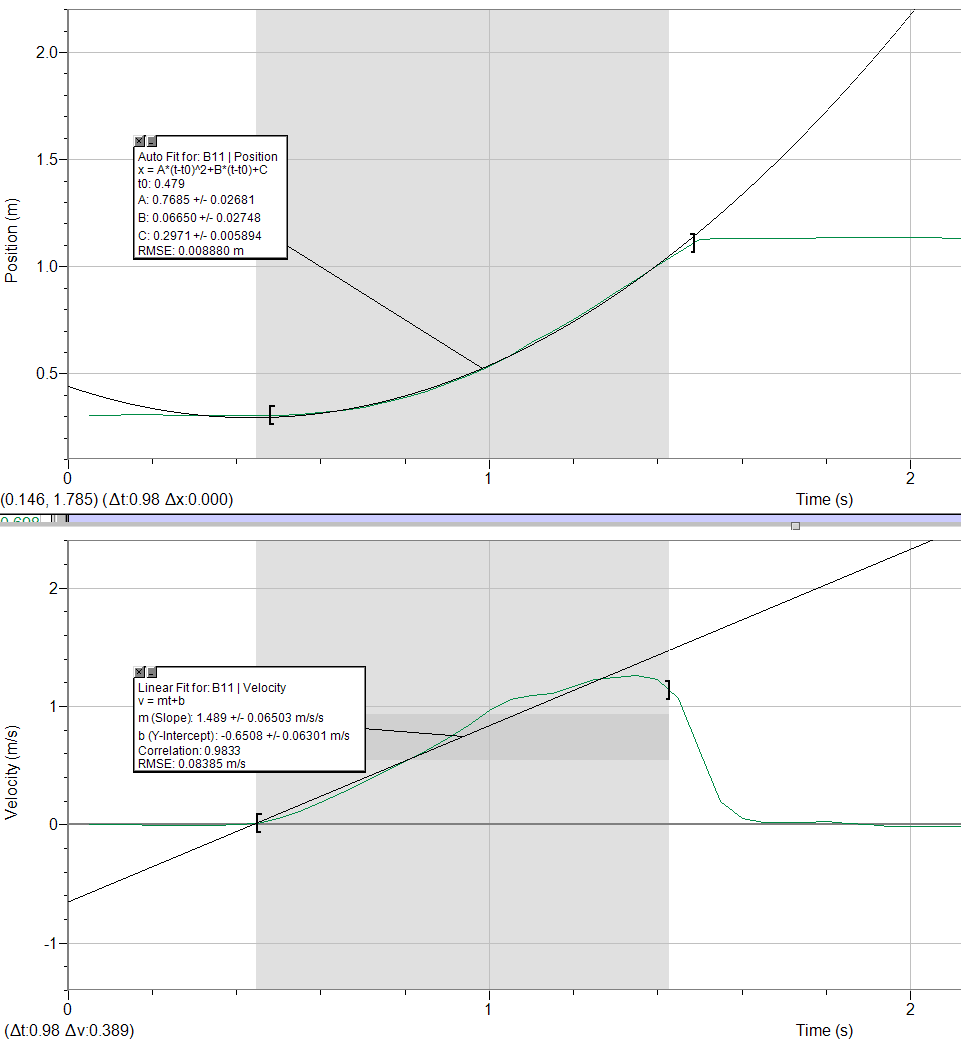 2.0
Auto Fit for: B11 | Position
x = A*(t-t0)^2+B*(t-t0)+C
t0: 0.479
A: 0.7685 +/- 0.02681
B: 0.06650 +/- 0.02748
C: 0.2971 +/- 0.005894
RMSE: 0.008880 m
1.5
Position (m)
1.0
0.5
0 1 2
(0.146, 1.785) (Δt:0.98 Δx:0.000) Time (s)
2
Linear Fit for: B11 | Velocity
v = mt+b
m (Slope): 1.489 +/- 0.06503 m/s/s
b (Y-Intercept): -0.6508 +/- 0.06301 m/s
Correlation: 0.9833
RMSE: 0.08385 m/s
1
Velocity (m/s)
0
-1
0 1 2
(Δt:0.98 Δv:0.389) Time (s)